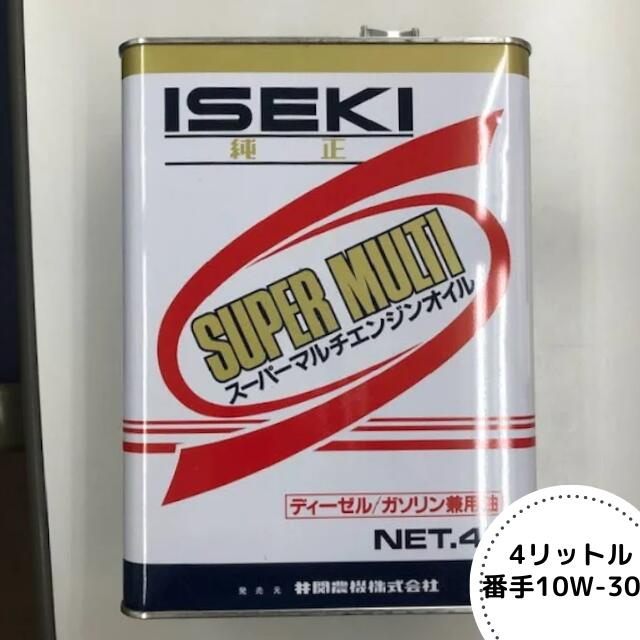 ISEKI
純正
SUPER MULTI
スーパーマルチエンジンオイル
ディーゼル/ガソリン兼用油
NET.4
発売元 井関農機株式会社
4リットル
番手10W-30